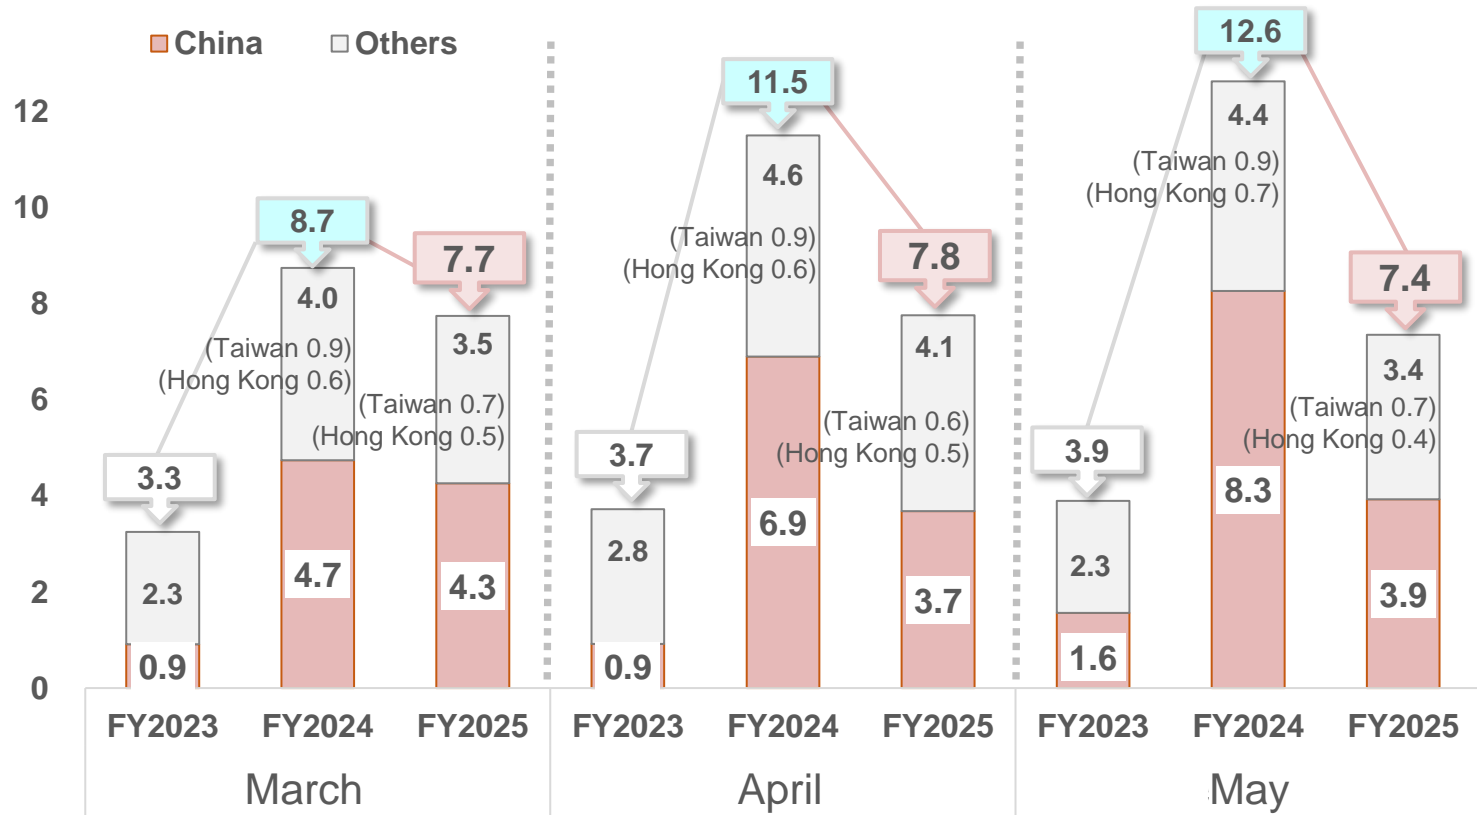 China Others
12
10
8
6
4
2
0
3.3
2.3
0.9
8.7
4.0
(Taiwan 0.9)
(Hong Kong 0.6)
4.7
7.7
3.5
(Taiwan 0.7)
(Hong Kong 0.5)
4.3
3.7
2.8
0.9
11.5
4.6
(Taiwan 0.9)
(Hong Kong 0.6)
6.9
7.8
4.1
(Taiwan 0.6)
(Hong Kong 0.5)
3.7
3.9
2.3
1.6
12.6
4.4
(Taiwan 0.9)
(Hong Kong 0.7)
8.3
7.4
3.4
(Taiwan 0.7)
(Hong Kong 0.4)
3.9
FY2023 FY2024 FY2025 FY2023 FY2024 FY2025 FY2023 FY2024 FY2025
March April May